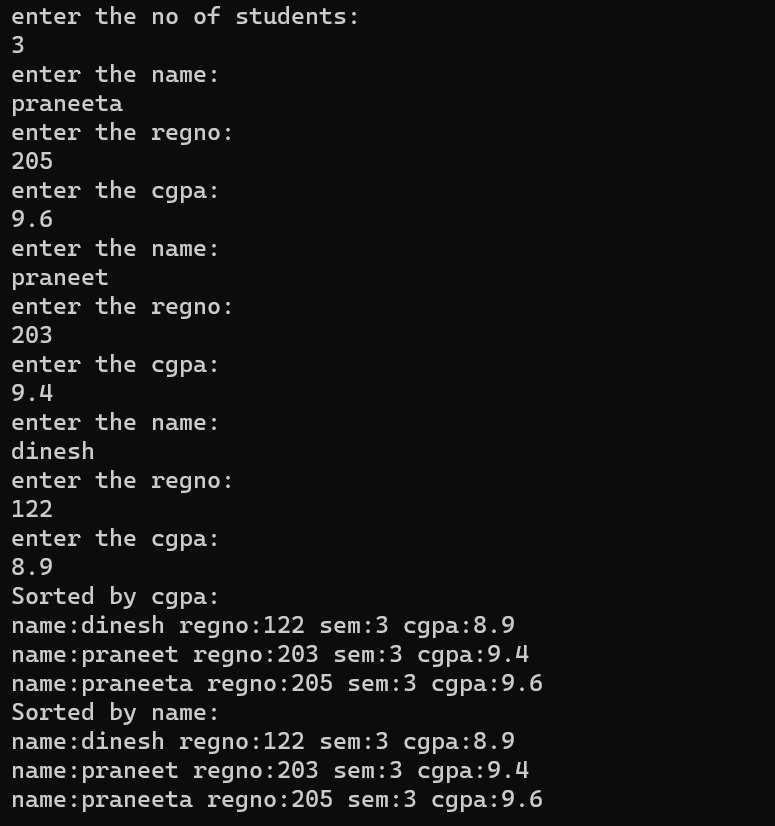 enter the no of students:
3
enter the name:
praneeta
enter the regno:
205
enter the cgpa:
9.6
enter the name:
praneet
enter the regno:
203
enter the cgpa:
9.4
enter the name:
dinesh
enter the regno:
122
enter the cgpa:
8.9
Sorted by cgpa:
name:dinesh regno:122 sem:3 cgpa:8.9
name:praneet regno:203 sem:3 cgpa:9.4
name:praneeta regno:205 sem:3 cgpa:9.6
Sorted by name:
name:dinesh regno:122 sem:3 cgpa:8.9
name:praneet regno:203 sem:3 cgpa:9.4
name:praneeta regno:205 sem:3 cgpa:9.6